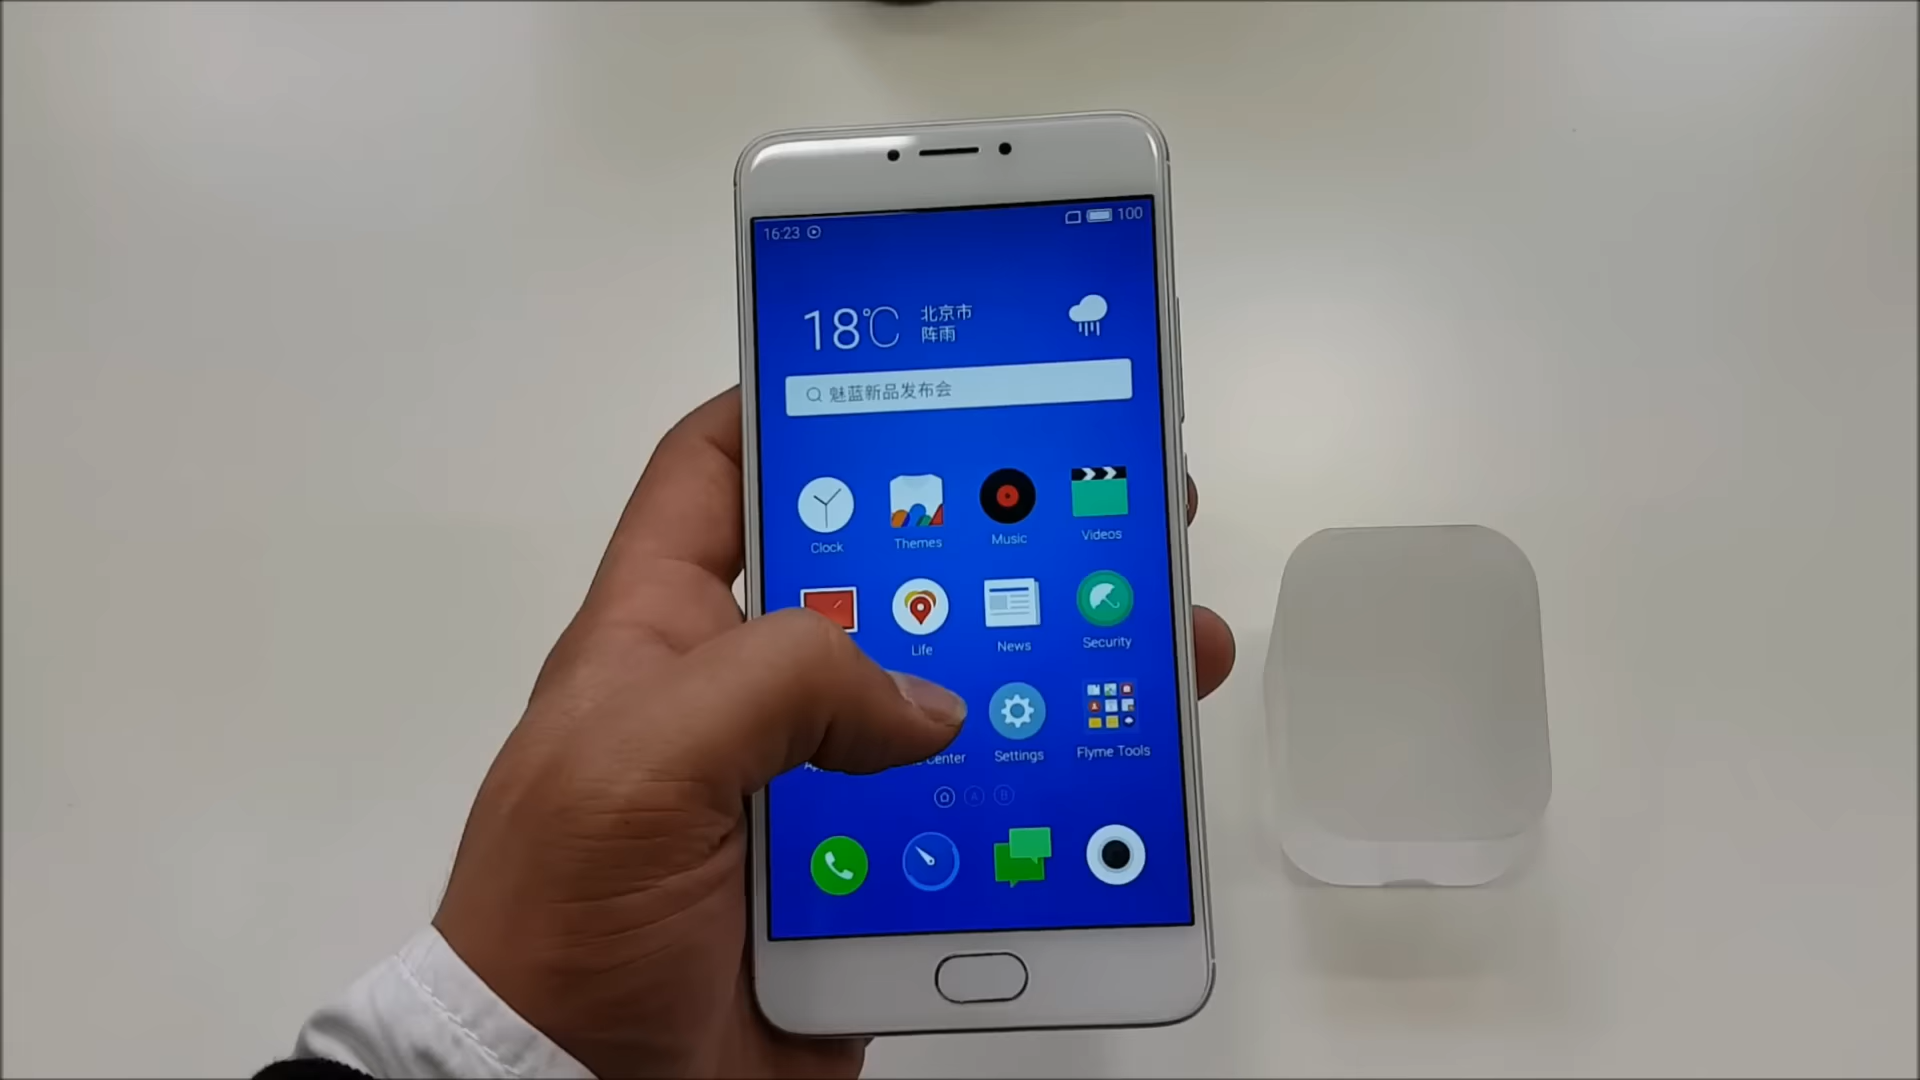 16:23
100
18℃
北京市
阵雨
魅蓝新品发布会
Clock
Themes
Music
Videos
Life
News
Security
Center
Settings
Flyme Tools
A
B